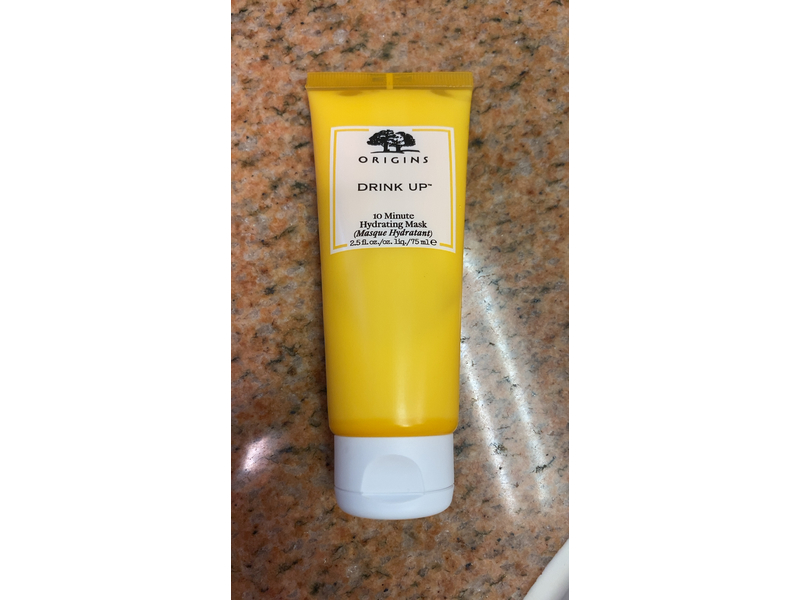 ORIGINS
DRINK UP™
10 Minute
Hydrating Mask
(Masque Hydratant)
2.5 fl. oz./oz. liq./75 ml ℮